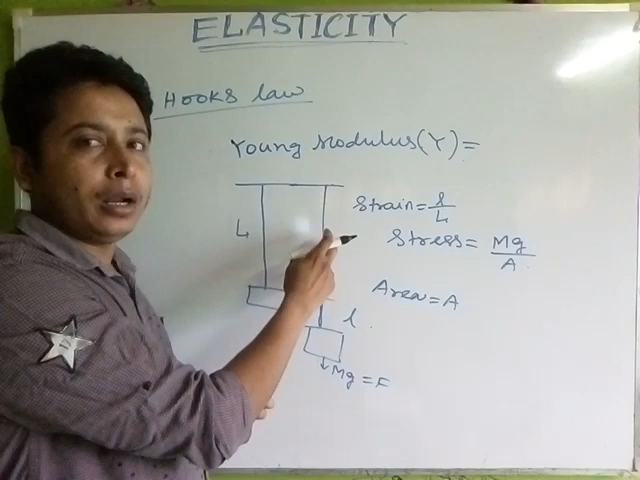 ELASTICITY
HOOKS law
Young Modulus(Y)=
L
Strain=l/L
Stress= Mg/A
Area=A
l
Mg=F